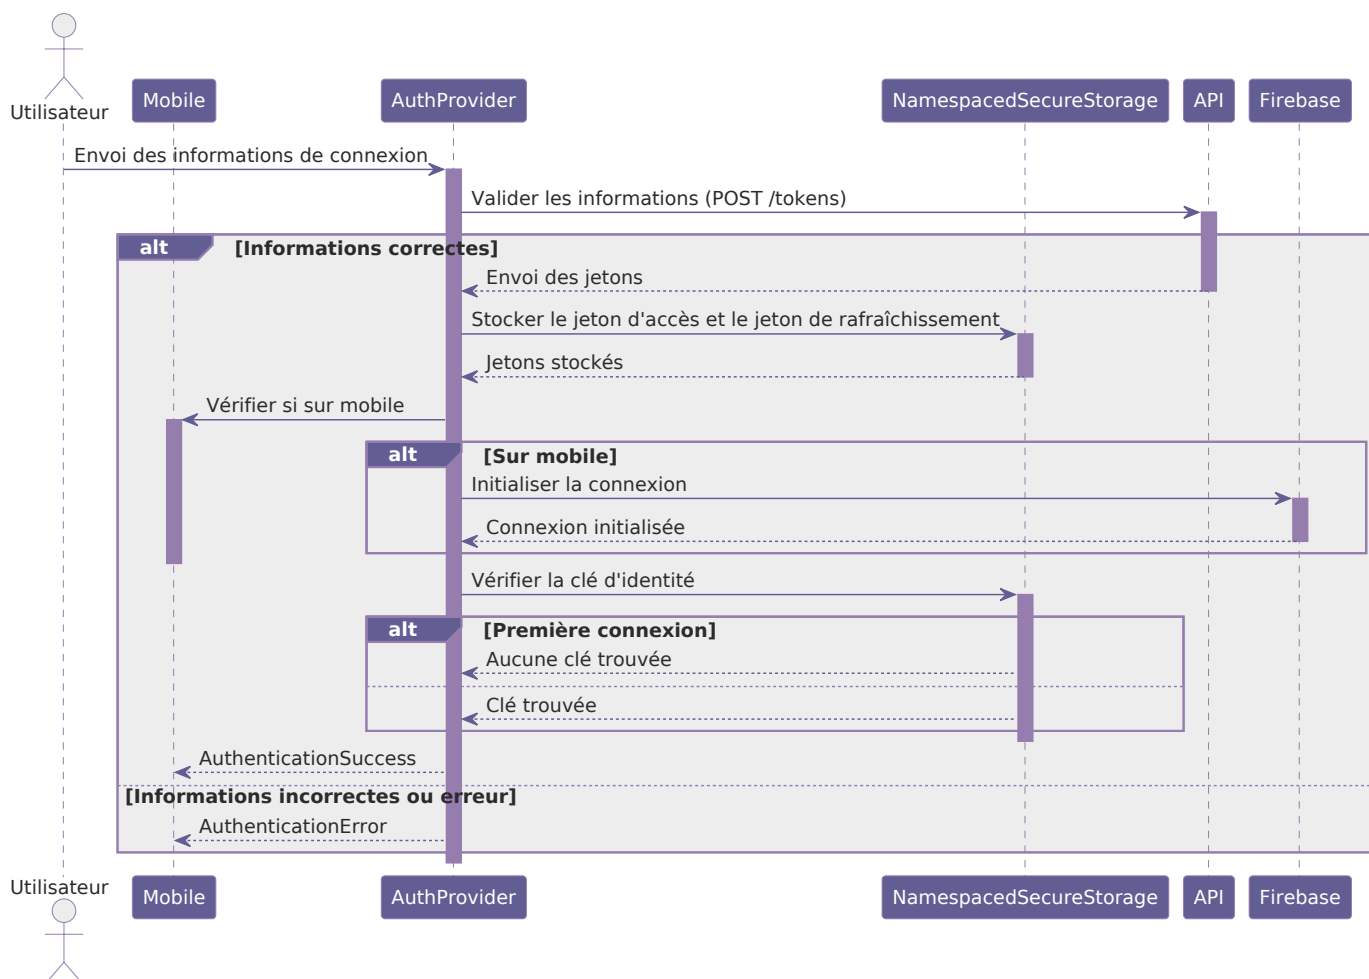 Utilisateur
Mobile
AuthProvider
NamespacedSecureStorage
API
Firebase
Envoi des informations de connexion
Valider les informations (POST /tokens)
alt
[Informations correctes]
Envoi des jetons
Stocker le jeton d'accès et le jeton de rafraîchissement
Jetons stockés
Vérifier si sur mobile
alt
[Sur mobile]
Initialiser la connexion
Connexion initialisée
Vérifier la clé d'identité
alt
[Première connexion]
Aucune clé trouvée
Clé trouvée
AuthenticationSuccess
[Informations incorrectes ou erreur]
AuthenticationError
Utilisateur
Mobile
AuthProvider
NamespacedSecureStorage
API
Firebase